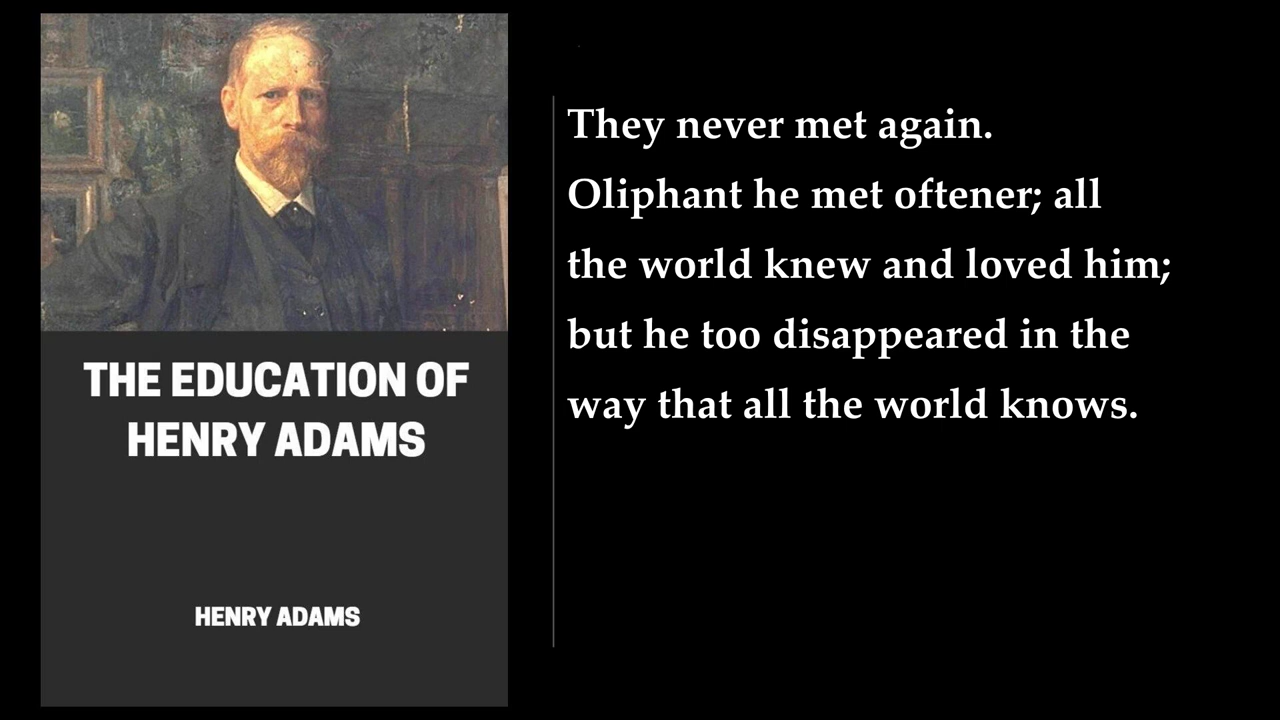 THE EDUCATION OF
HENRY ADAMS
HENRY ADAMS
They never met again.
Oliphant he met oftener; all
the world knew and loved him;
but he too disappeared in the
way that all the world knows.